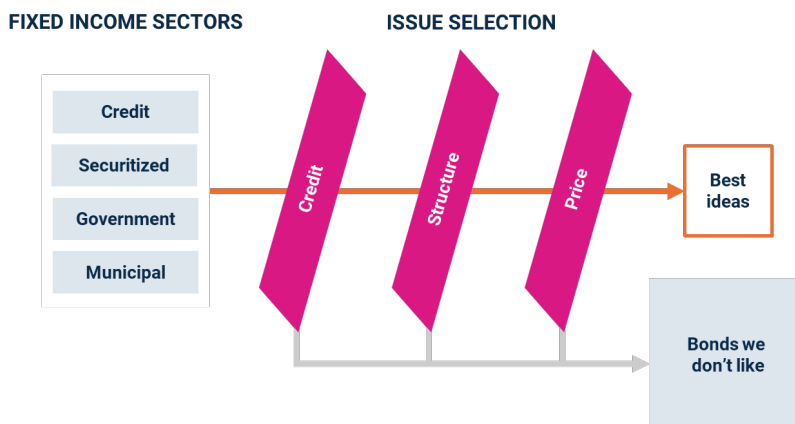 FIXED INCOME SECTORS
ISSUE SELECTION
Credit
Securitized
Government
Municipal
Credit
Structure
Price
Best
ideas
Bonds we
don’t like